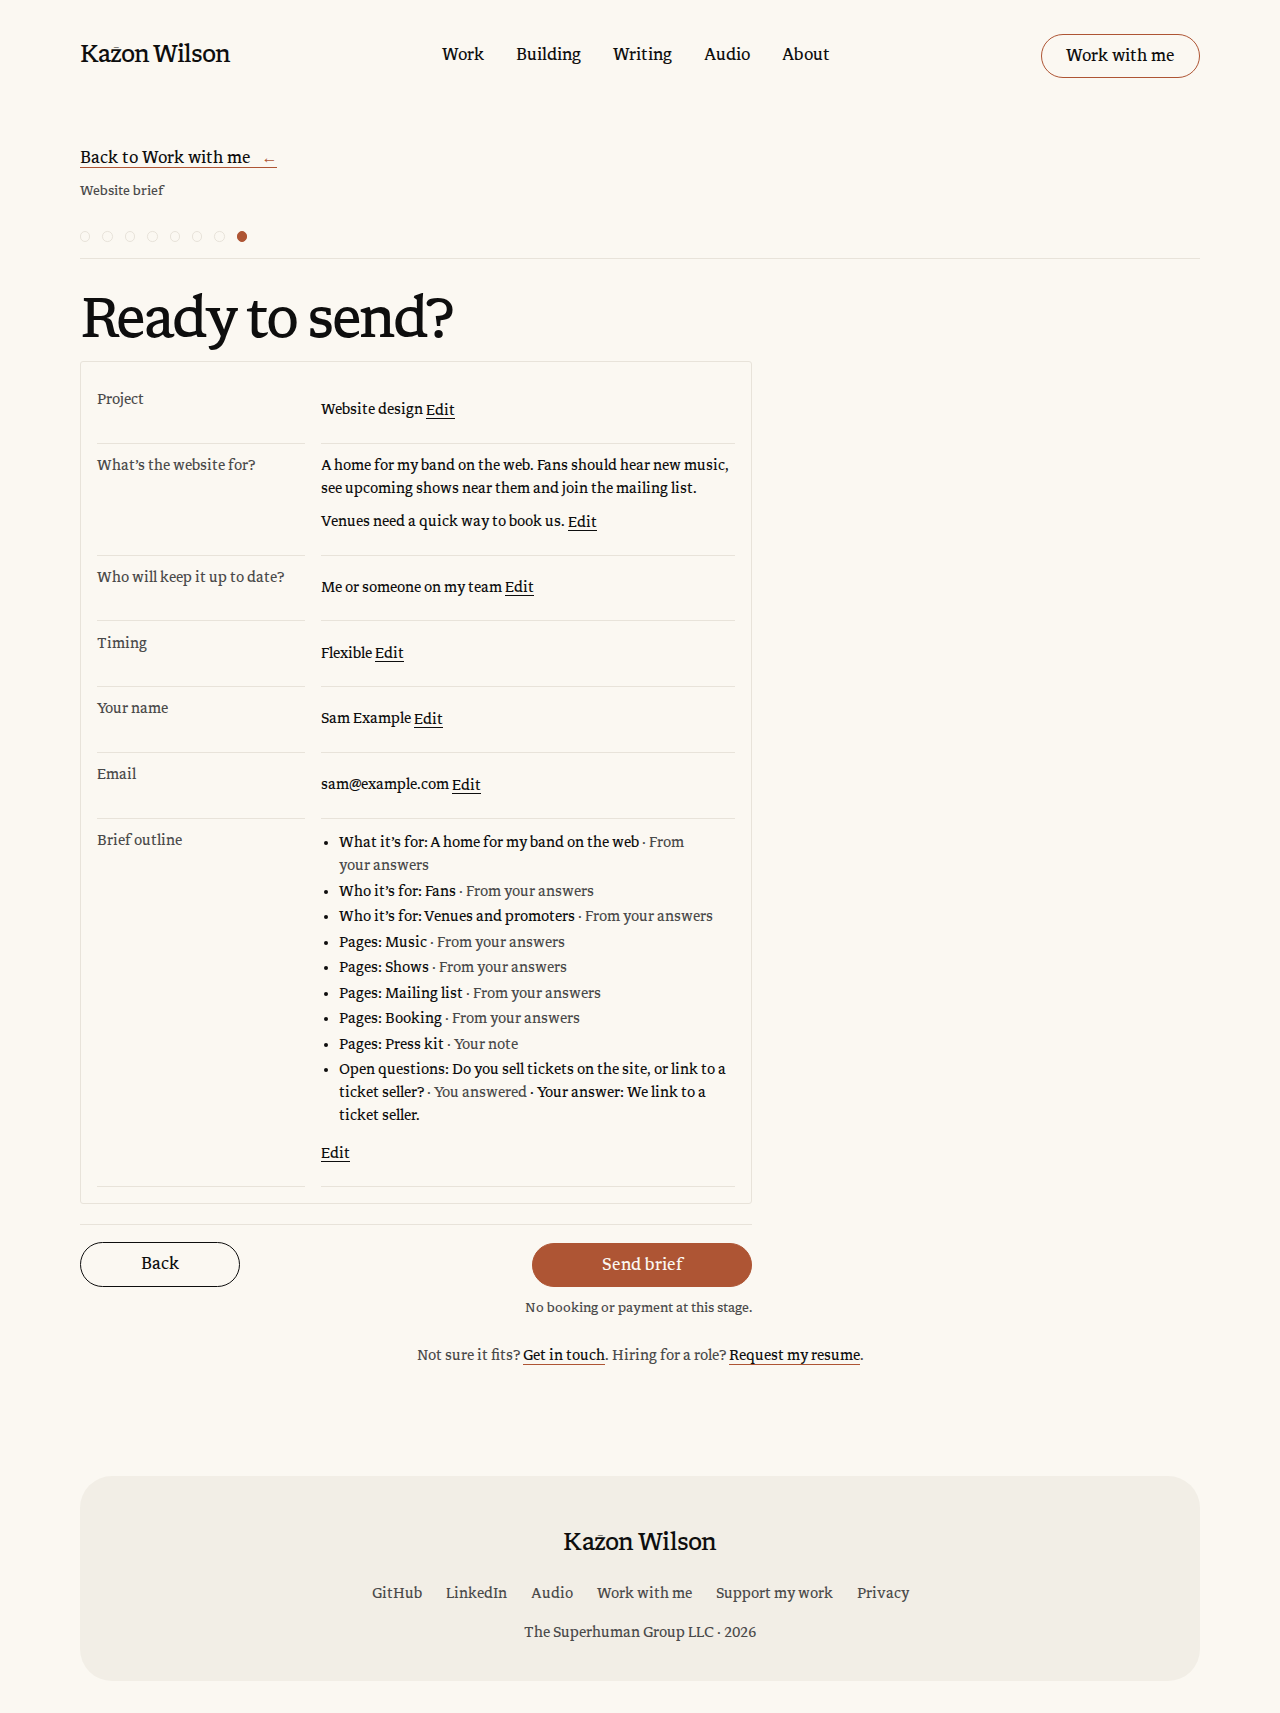 Kažon Wilson
Work Building Writing Audio About
Work with me
Back to Work with me ←
Website brief
Ready to send?
Project
Website design Edit
What’s the website for?
A home for my band on the web. Fans should hear new music,
see upcoming shows near them and join the mailing list.
Venues need a quick way to book us. Edit
Who will keep it up to date?
Me or someone on my team Edit
Timing
Flexible Edit
Your name
Sam Example Edit
Email
sam@example.com Edit
Brief outline
• What it’s for: A home for my band on the web · From
your answers
• Who it’s for: Fans · From your answers
• Who it’s for: Venues and promoters · From your answers
• Pages: Music · From your answers
• Pages: Shows · From your answers
• Pages: Mailing list · From your answers
• Pages: Booking · From your answers
• Pages: Press kit · Your note
• Open questions: Do you sell tickets on the site, or link to a
ticket seller? · You answered · Your answer: We link to a
ticket seller.
Edit
Back
Send brief
No booking or payment at this stage.
Not sure it fits? Get in touch. Hiring for a role? Request my resume.
Kažon Wilson
GitHub LinkedIn Audio Work with me Support my work Privacy
The Superhuman Group LLC · 2026